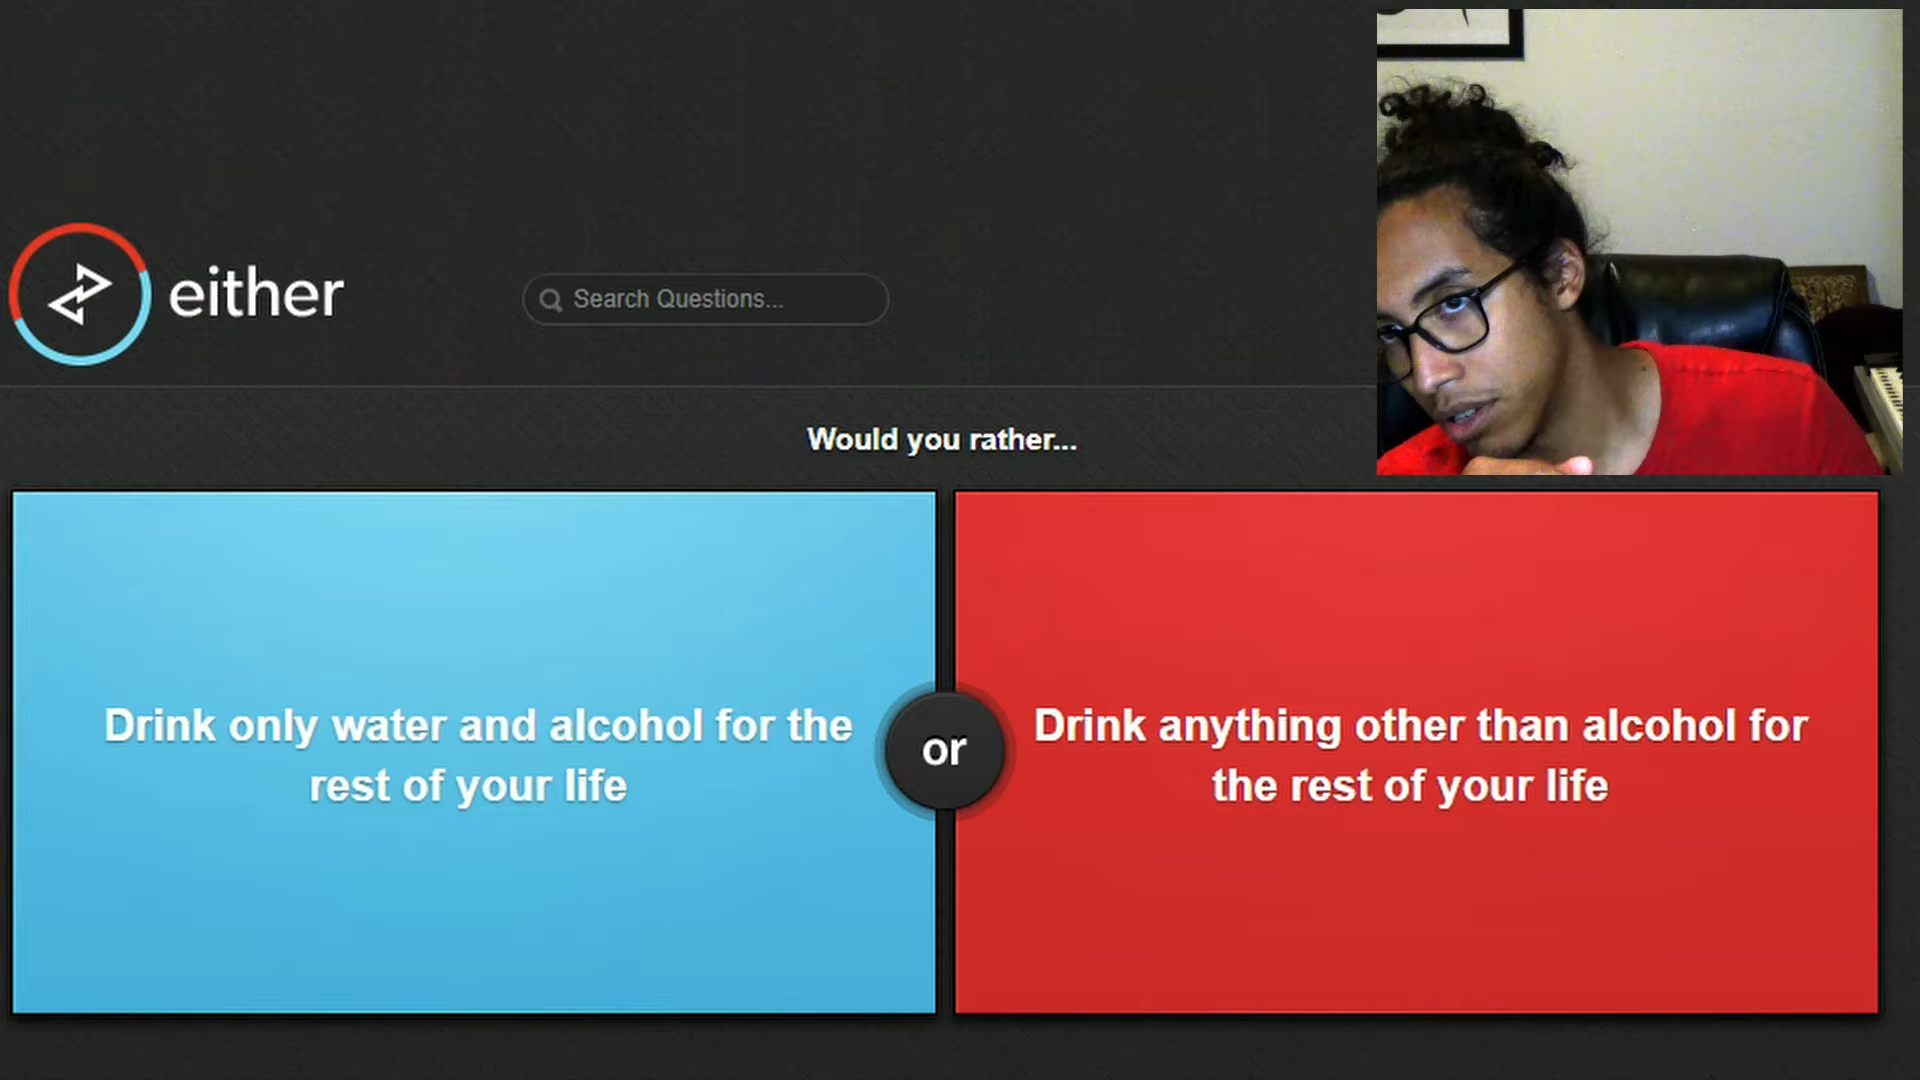 either
Search Questions...
Would you rather...
Drink only water and alcohol for the
rest of your life
or
Drink anything other than alcohol for
the rest of your life